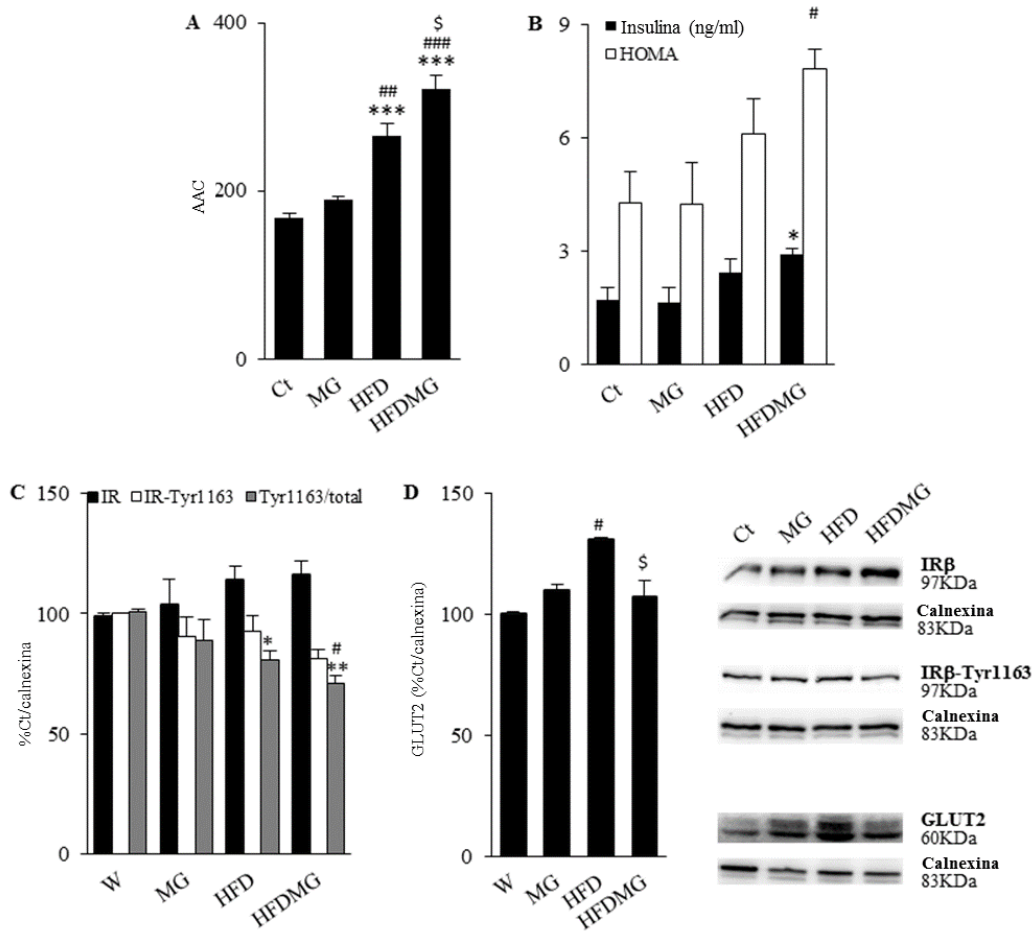 A
AAC
400
200
0
$
###
***
##
***
Ct
MG
HFD
HFDMG
B
Insulina (ng/ml)
HOMA
9
6
3
0
#
*
Ct
MG
HFD
HFDMG
C
IR
IR-Tyr1163
Tyr1163/total
%Ct/calnexina
150
100
50
0
*
#
**
W
MG
HFD
HFDMG
D
GLUT2 (%Ct/calnexina)
150
100
50
0
#
$
W
MG
HFD
HFDMG
Ct
MG
HFD
HFDMG
IRβ
97KDa
Calnexina
83KDa
IRβ-Tyr1163
97KDa
Calnexina
83KDa
GLUT2
60KDa
Calnexina
83KDa